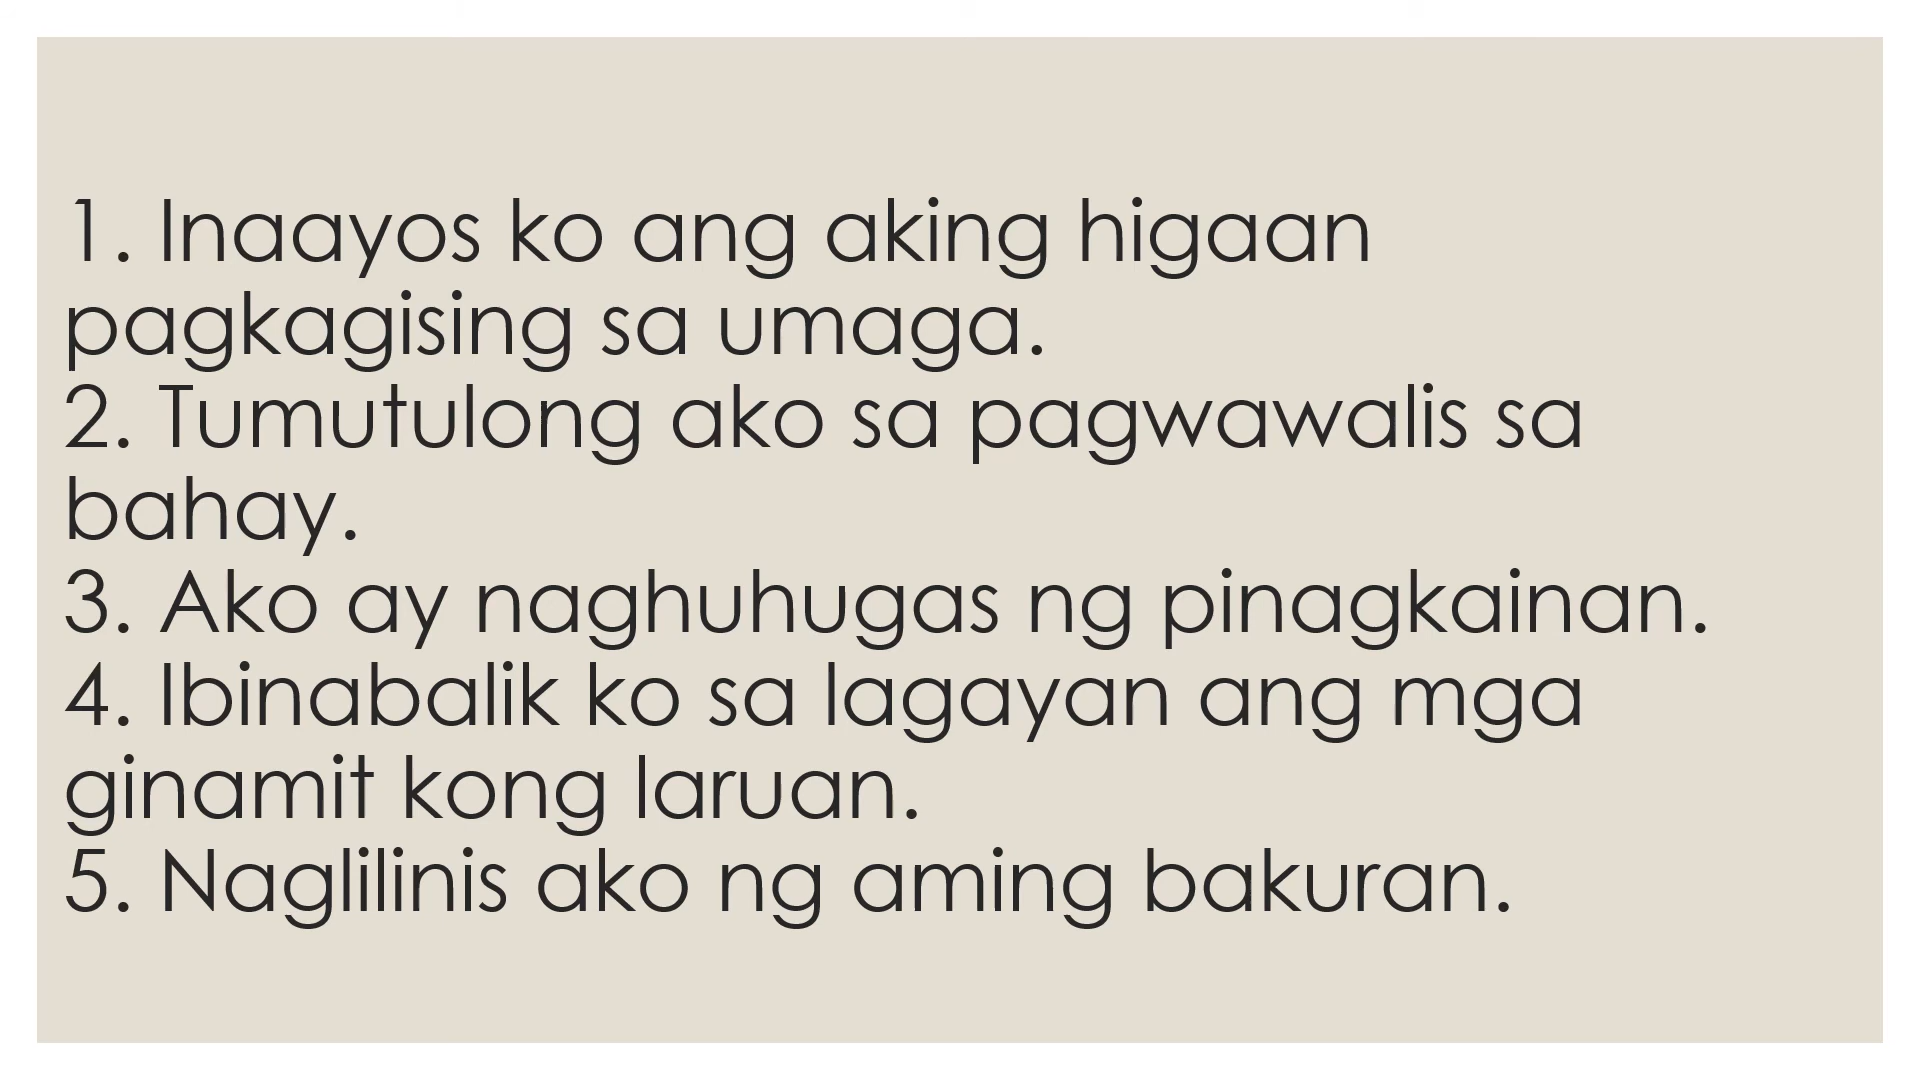 1. Inaayos ko ang aking higaan
pagkagising sa umaga.
2. Tumutulong ako sa pagwawalis sa
bahay.
3. Ako ay naghuhugas ng pinagkainan.
4. Ibinabalik ko sa lagayan ang mga
ginamit kong laruan.
5. Naglilinis ako ng aming bakuran.